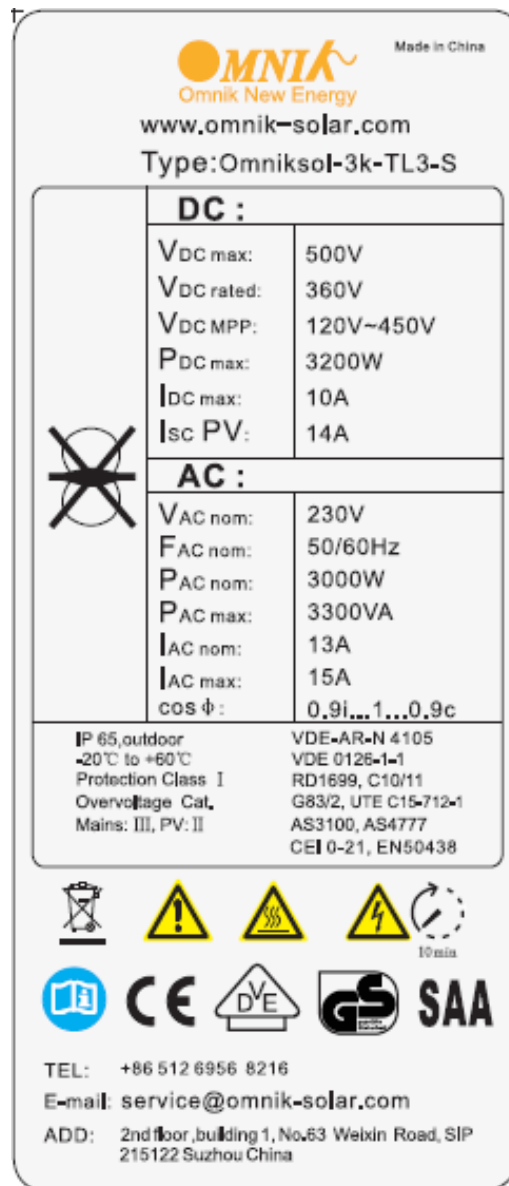 OMNIK
Made in China
Omnik New Energy
www.omnik-solar.com
Type:Omniksol-3k-TL3-S
DC :
VDC max: 500V
VDC rated: 360V
VDC MPP: 120V~450V
PDC max: 3200W
IDC max: 10A
ISC PV: 14A
AC :
VAC nom: 230V
FAC nom: 50/60Hz
PAC nom: 3000W
PAC max: 3300VA
IAC nom: 13A
IAC max: 15A
cos ϕ : 0.9i...1...0.9c
IP 65,outdoor VDE-AR-N 4105
-20℃ to +60℃ VDE 0126-1-1
Protection Class Ⅰ RD1699, C10/11
Overvoltage Cat. G83/2, UTE C15-712-1
Mains: Ⅲ, PV: Ⅱ AS3100, AS4777
CEI 0-21, EN50438
10min
i CE DVE GS SAA
TEL: +86 512 6956 8216
E-mail: service@omnik-solar.com
ADD: 2nd floor ,building 1, No.63 Weixin Road, SIP
215122 Suzhou China